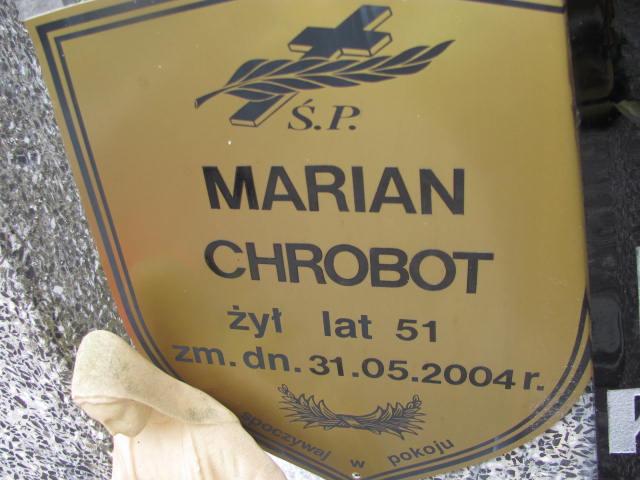 Ś.P.
MARIAN
CHROBOT
żył lat 51
zm. dn. 31.05.2004 r.
spoczywaj w pokoju